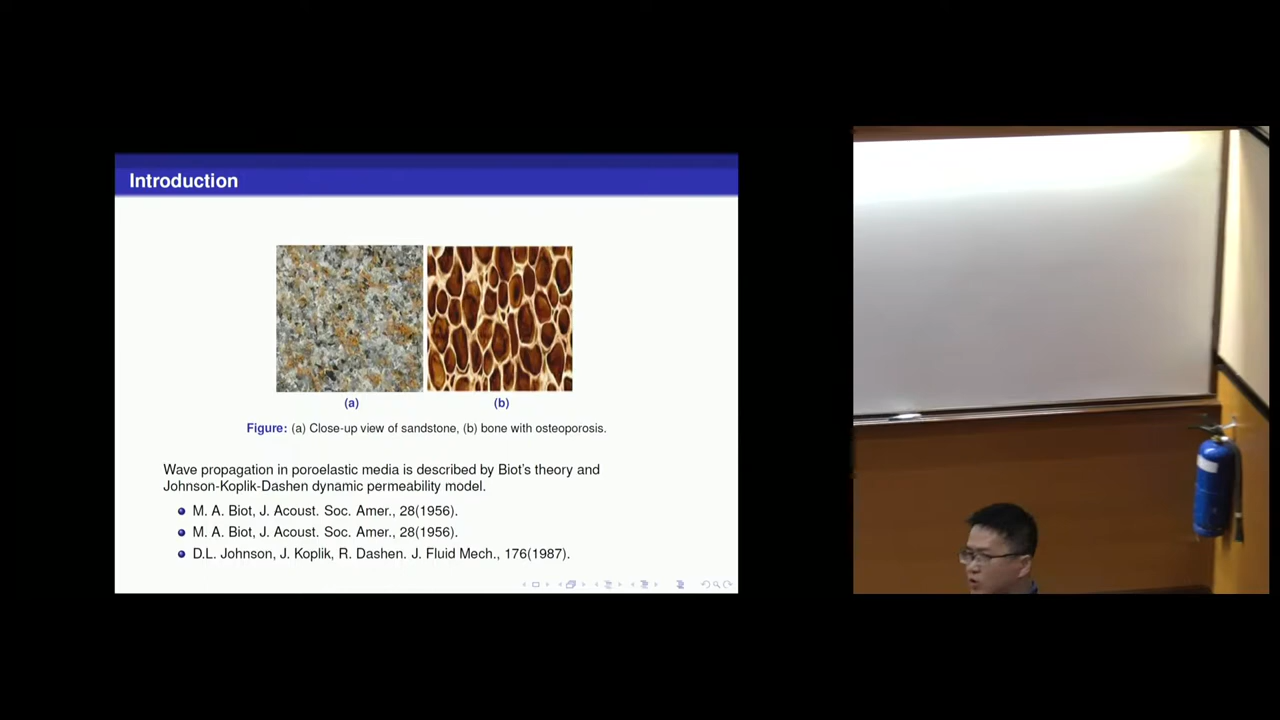 Introduction
(a)
(b)
Figure: (a) Close-up view of sandstone, (b) bone with osteoporosis.
Wave propagation in poroelastic media is described by Biot's theory and
Johnson-Koplik-Dashen dynamic permeability model.
M. A. Biot, J. Acoust. Soc. Amer., 28(1956).
M. A. Biot, J. Acoust. Soc. Amer., 28(1956).
D.L. Johnson, J. Koplik, R. Dashen. J. Fluid Mech., 176(1987).